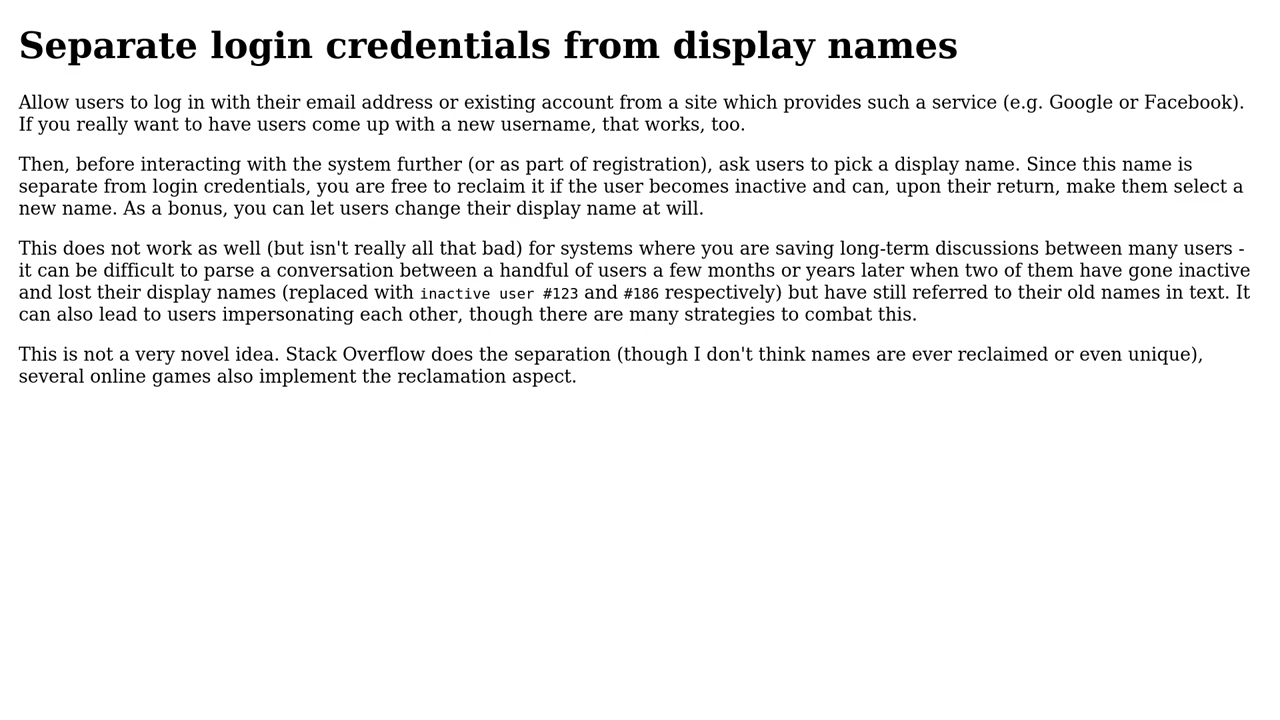 Separate login credentials from display names
Allow users to log in with their email address or existing account from a site which provides such a service (e.g. Google or Facebook).
If you really want to have users come up with a new username, that works, too.
Then, before interacting with the system further (or as part of registration), ask users to pick a display name. Since this name is
separate from login credentials, you are free to reclaim it if the user becomes inactive and can, upon their return, make them select a
new name. As a bonus, you can let users change their display name at will.
This does not work as well (but isn't really all that bad) for systems where you are saving long-term discussions between many users -
it can be difficult to parse a conversation between a handful of users a few months or years later when two of them have gone inactive
and lost their display names (replaced with inactive user #123 and #186 respectively) but have still referred to their old names in text. It
can also lead to users impersonating each other, though there are many strategies to combat this.
This is not a very novel idea. Stack Overflow does the separation (though I don't think names are ever reclaimed or even unique),
several online games also implement the reclamation aspect.